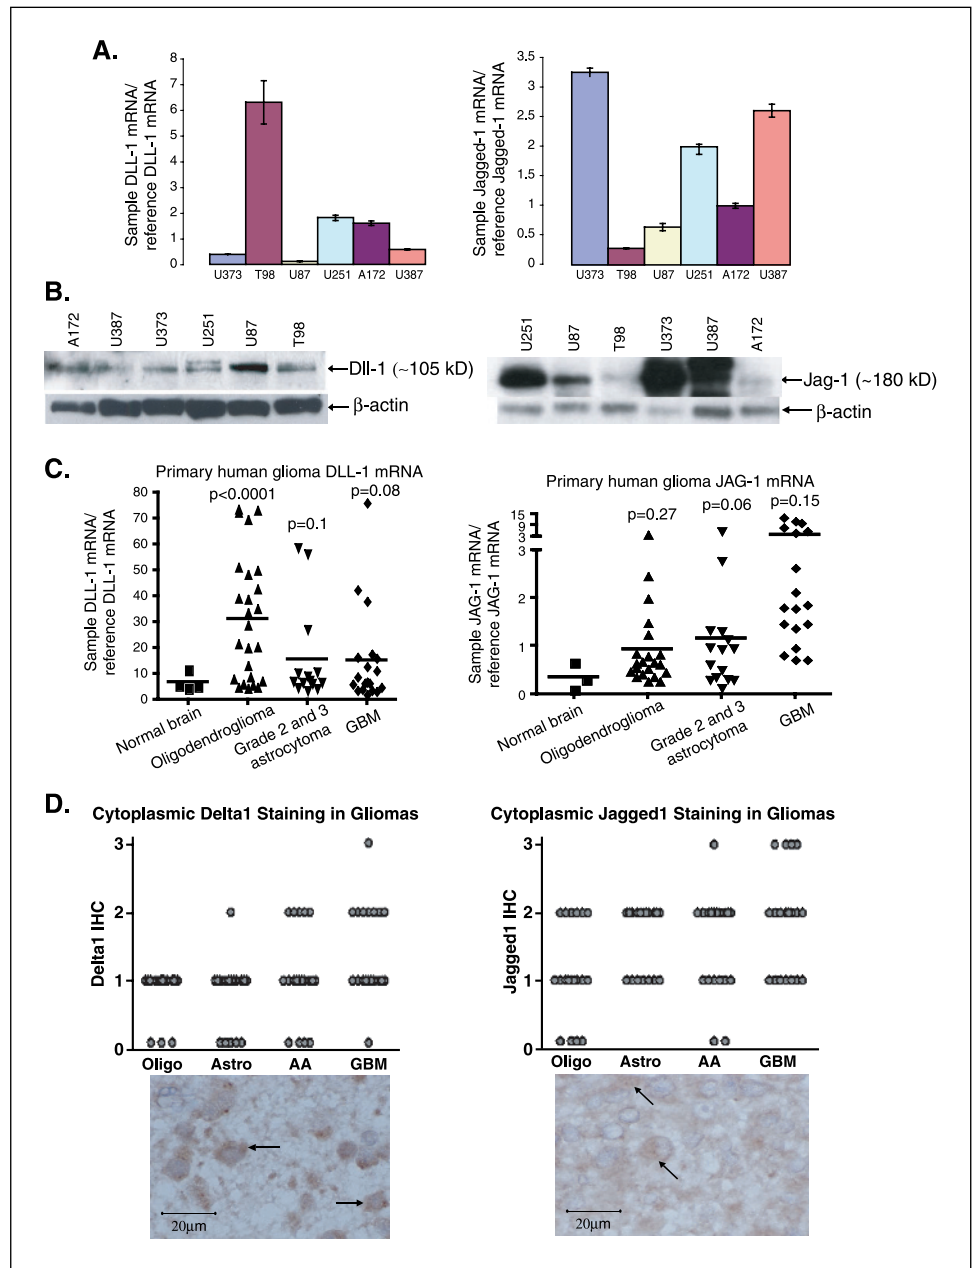 A.
Sample DLL-1 mRNA/
reference DLL-1 mRNA
8
7
6
5
4
3
2
1
0
U373 T98 U87 U251 A172 U387
Sample Jagged-1 mRNA/
reference Jagged-1 mRNA
3.5
3
2.5
2
1.5
1
0.5
0
U373 T98 U87 U251 A172 U387
B.
A172 U387 U373 U251 U87 T98
Dll-1 (~105 kD)
β-actin
U251 U87 T98 U373 U387 A172
Jag-1 (~180 kD)
β-actin
C.
Primary human glioma DLL-1 mRNA
p<0.0001
p=0.1
p=0.08
Sample DLL-1 mRNA/
reference DLL-1 mRNA
80
70
60
50
40
30
20
10
0
Normal brain
Oligodendroglioma
Grade 2 and 3
astrocytoma
GBM
Primary human glioma JAG-1 mRNA
p=0.27
p=0.06
p=0.15
Sample JAG-1 mRNA/
reference JAG-1 mRNA
15
9
3
3
2
1
0
Normal brain
Oligodendroglioma
Grade 2 and 3
astrocytoma
GBM
D.
Cytoplasmic Delta1 Staining in Gliomas
Delta1 IHC
3
2
1
0
Oligo Astro AA GBM
20μm
Cytoplasmic Jagged1 Staining in Gliomas
Jagged1 IHC
3
2
1
0
Oligo Astro AA GBM
20μm